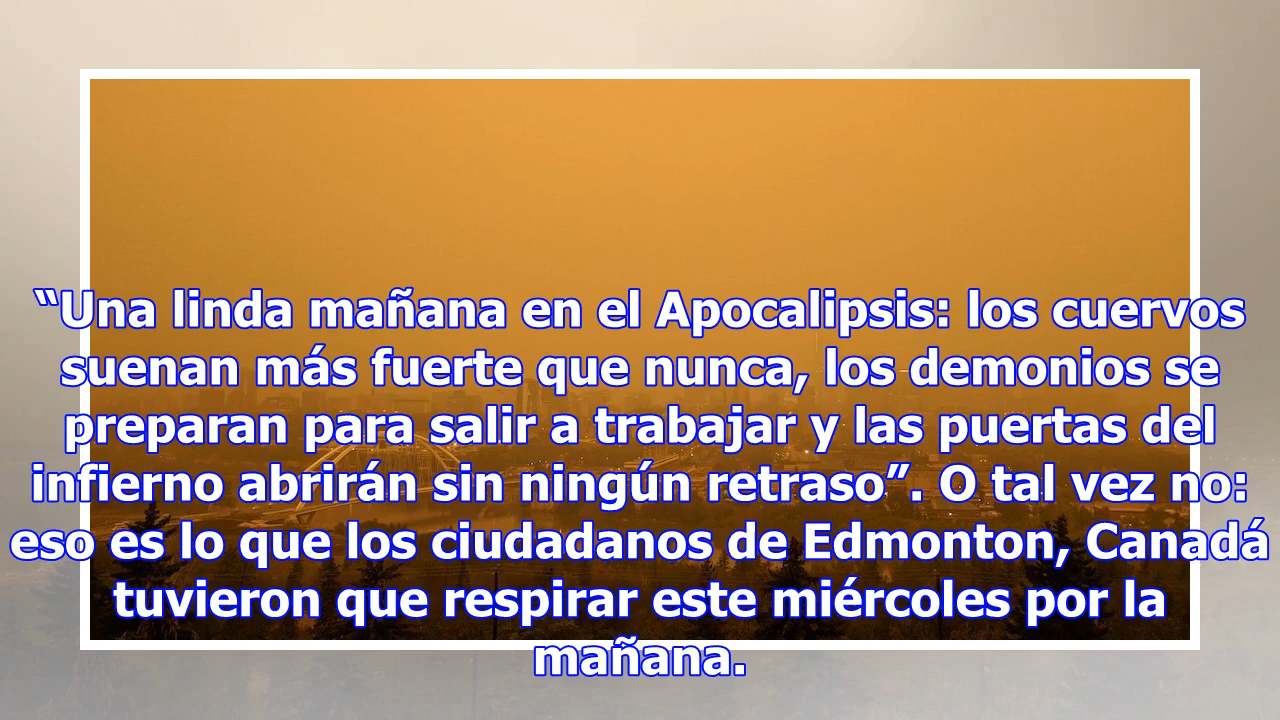 “Una linda mañana en el Apocalipsis: los cuervos
suenan más fuerte que nunca, los demonios se
preparan para salir a trabajar y las puertas del
infierno abrirán sin ningún retraso”. O tal vez no:
eso es lo que los ciudadanos de Edmonton, Canadá
tuvieron que respirar este miércoles por la
mañana.